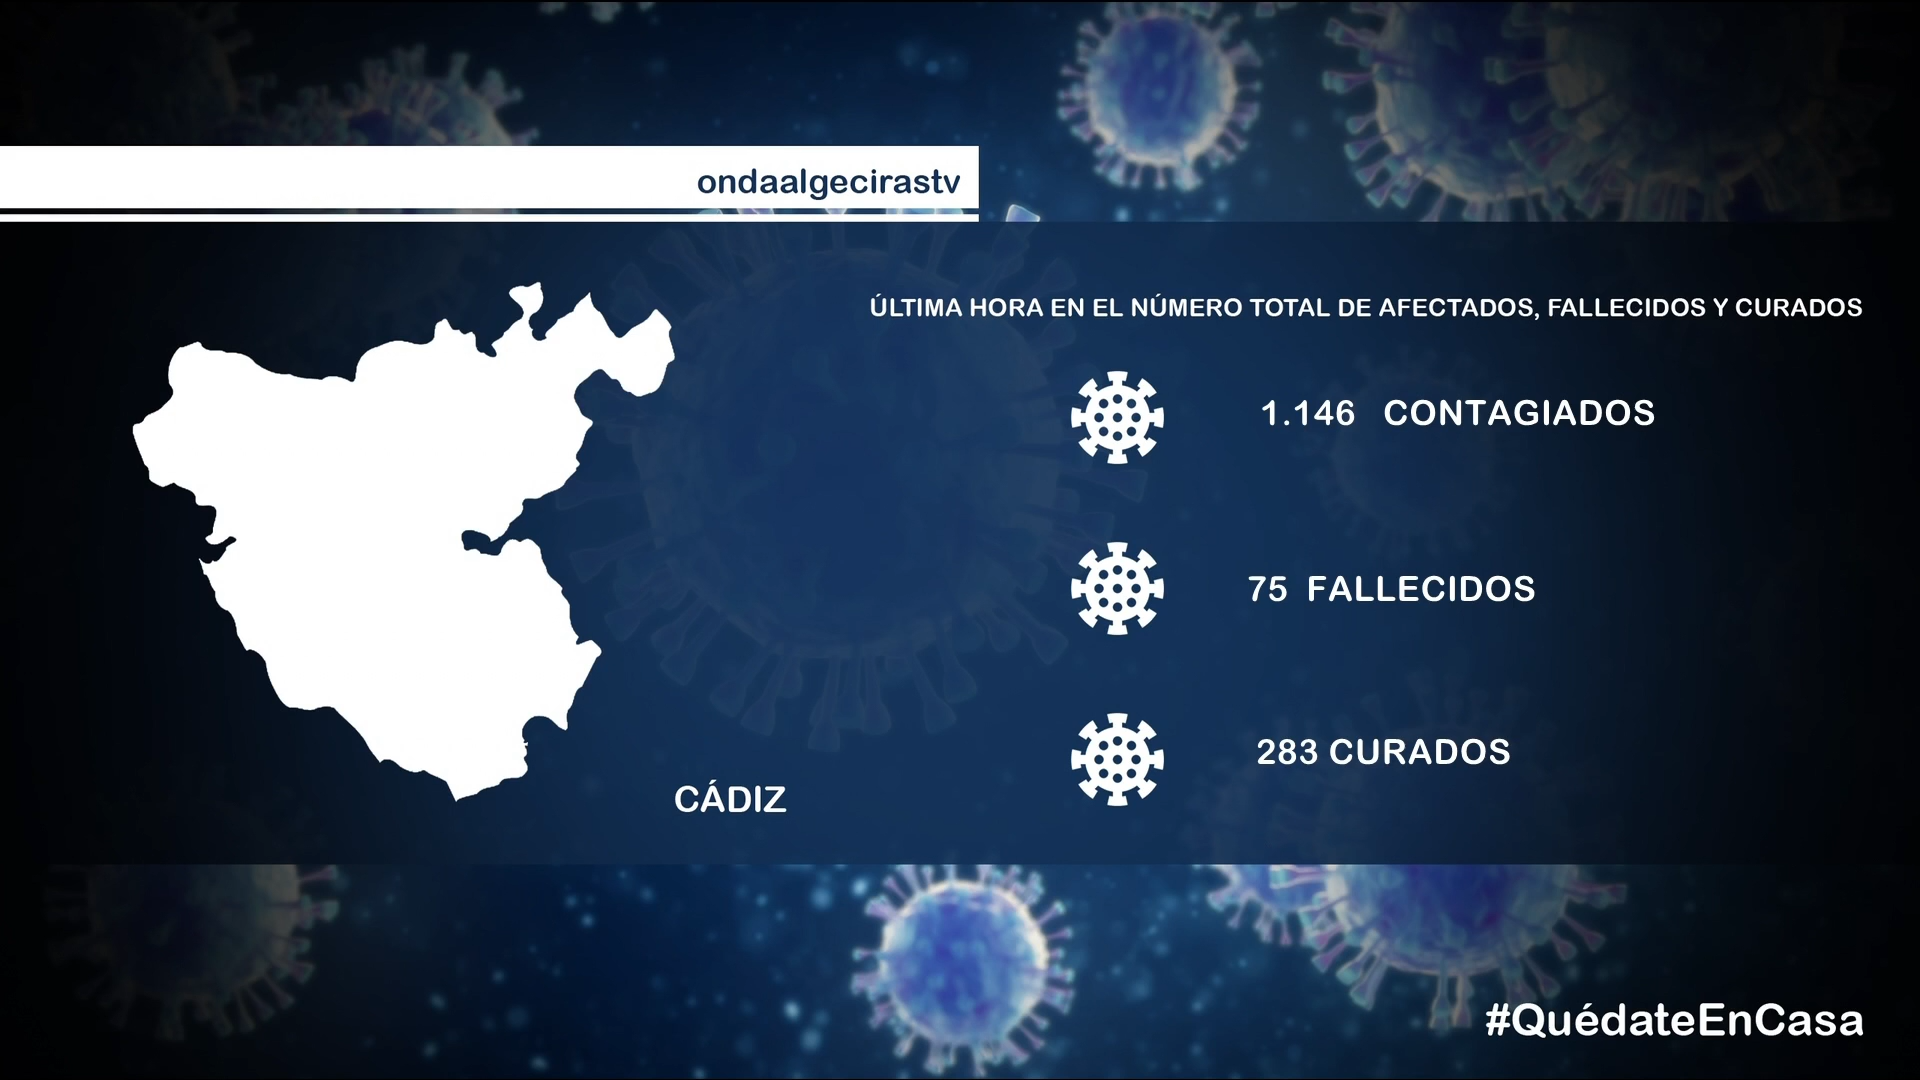 ondaalgecirastv
ÚLTIMA HORA EN EL NÚMERO TOTAL DE AFECTADOS, FALLECIDOS Y CURADOS
1.146 CONTAGIADOS
75 FALLECIDOS
283 CURADOS
CÁDIZ
#QuédateEnCasa